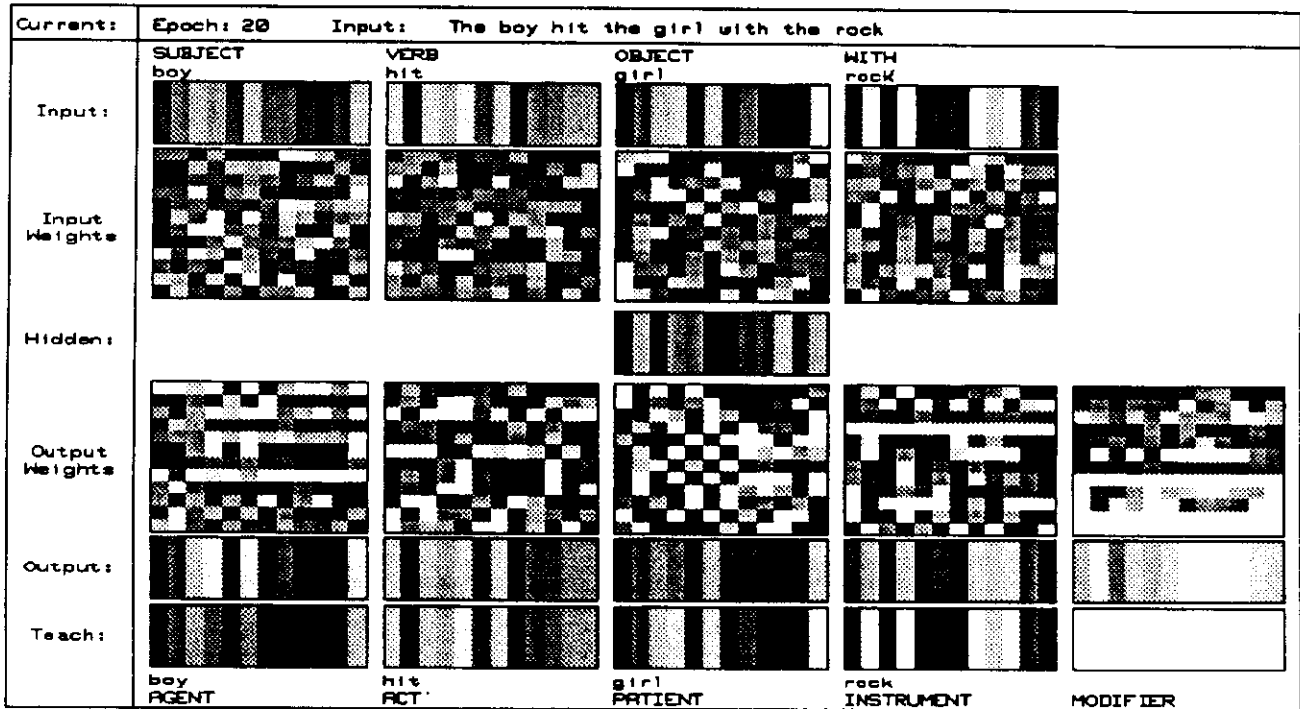 Current: Epoch: 20 Input: The boy hit the girl with the rock
SUBJECT VERB OBJECT WITH
boy hit girl rock
Input:
Input
Weights
Hidden:
Output
Weights
Output:
Teach:
boy hit girl rock
AGENT ACT PATIENT INSTRUMENT MODIFIER